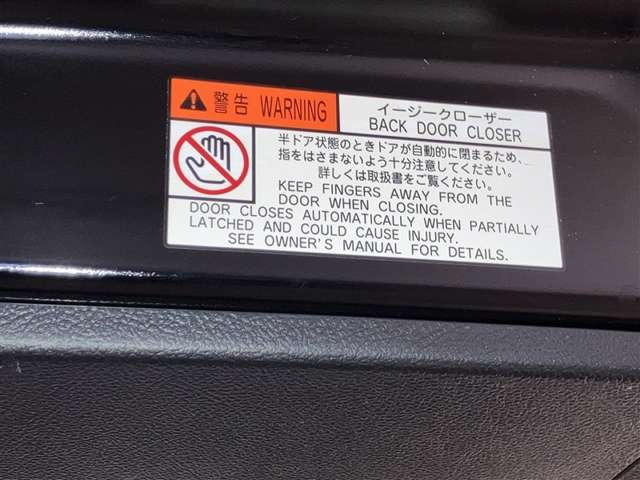 警告 WARNING
イージークローザー
BACK DOOR CLOSER
半ドア状態のときドアが自動的に閉まるため、
指をはさまないよう十分注意してください。
詳しくは取扱書をご覧ください。
KEEP FINGERS AWAY FROM THE
DOOR WHEN CLOSING.
DOOR CLOSES AUTOMATICALLY WHEN PARTIALLY
LATCHED AND COULD CAUSE INJURY.
SEE OWNER'S MANUAL FOR DETAILS.